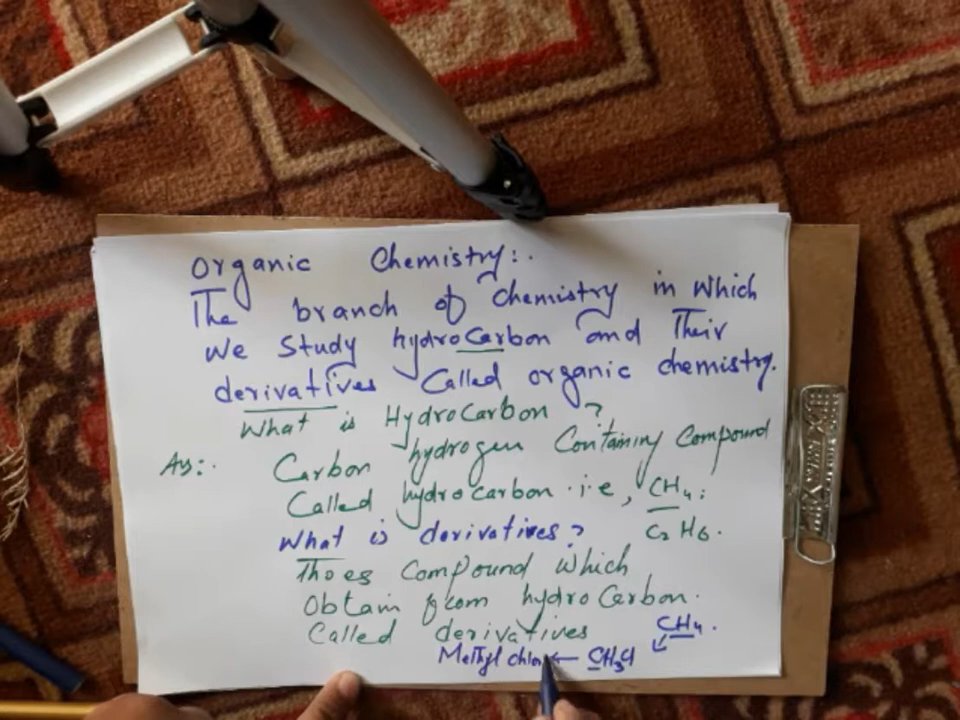 Organic Chemistry:.
The branch of chemistry in which
we study hydroCarbon and Their
derivatives Called organic chemistry.
What is HydroCarbon ?
As:. Carbon hydrogen Containing Compound
Called hydrocarbon . i.e, CH4:
C2H6.
What is derivatives?
Thoes Compound which
Obtain from hydroCarbon.
Called derivatives CH4.
Methyl chlo ← CH3Cl ↙